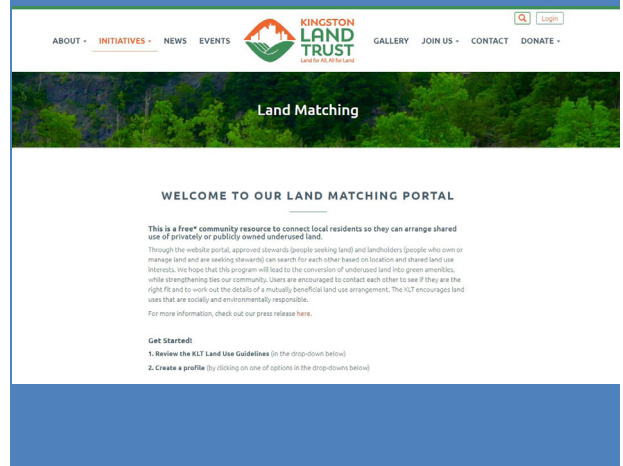 Login
ABOUT INITIATIVES NEWS EVENTS
KINGSTON
LAND
TRUST
Land for All, All for Land
GALLERY JOIN US CONTACT DONATE
Land Matching
WELCOME TO OUR LAND MATCHING PORTAL
This is a free* community resource to connect local residents so they can arrange shared
use of privately or publicly owned underused land.
Through the website portal, approved stewards (people seeking land) and landholders (people who own or
manage land and are seeking stewards) can search for each other based on location and shared land use
interests. We hope that this program will lead to the conversion of underused land into green amenities,
while strengthening ties our community. Users are encouraged to contact each other to see if they are the
right fit and to work out the details of a mutually beneficial land use arrangement. The KLT encourages land
uses that are socially and environmentally responsible.
For more information, check out our press release here.
Get Started!
1. Review the KLT Land Use Guidelines (in the drop-down below)
2. Create a profile (by clicking on one of options in the drop-downs below)